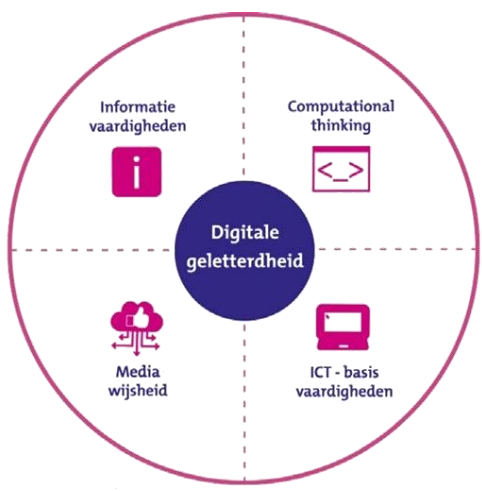 Informatie
vaardigheden
i
Computational
thinking
<_>
Digitale
geletterdheid
Media
wijsheid
ICT - basis
vaardigheden